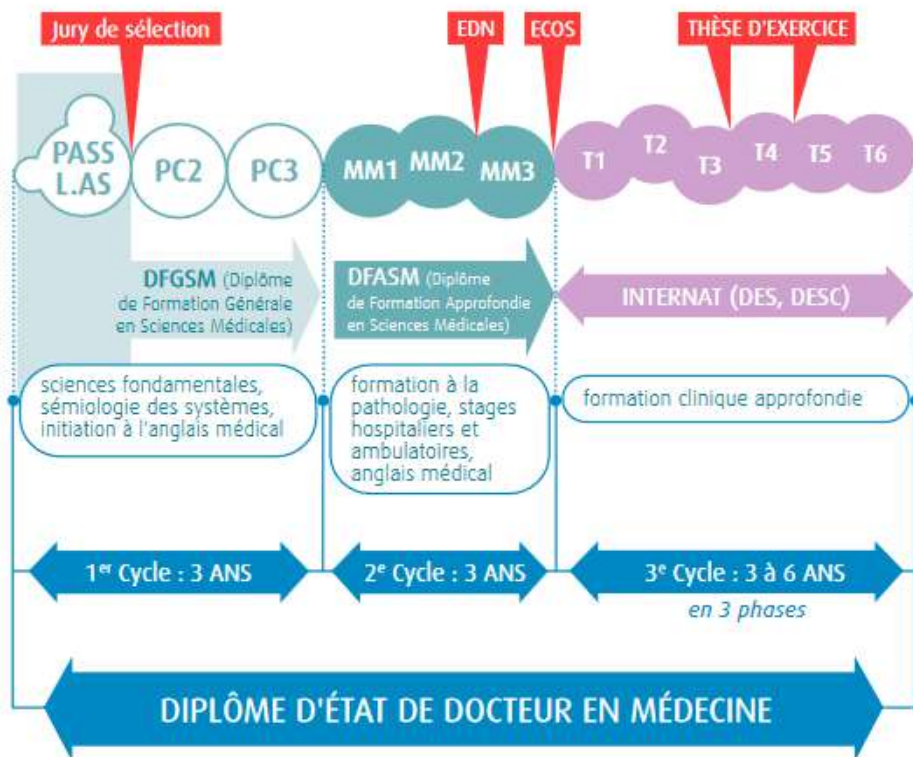 Jury de sélection
EDN
ECOS
THÈSE D'EXERCICE
PASS
L.AS
PC2
PC3
MM1
MM2
MM3
T1
T2
T3
T4
T5
T6
DFGSM (Diplôme
de Formation Générale
en Sciences Médicales)
DFASM (Diplôme
de Formation Approfondie
en Sciences Médicales)
INTERNAT (DES, DESC)
sciences fondamentales,
sémiologie des systèmes,
initiation à l'anglais médical
formation à la
pathologie, stages
hospitaliers et
ambulatoires,
anglais médical
formation clinique approfondie
1er Cycle : 3 ANS
2e Cycle : 3 ANS
3e Cycle : 3 à 6 ANS
en 3 phases
DIPLÔME D'ÉTAT DE DOCTEUR EN MÉDECINE